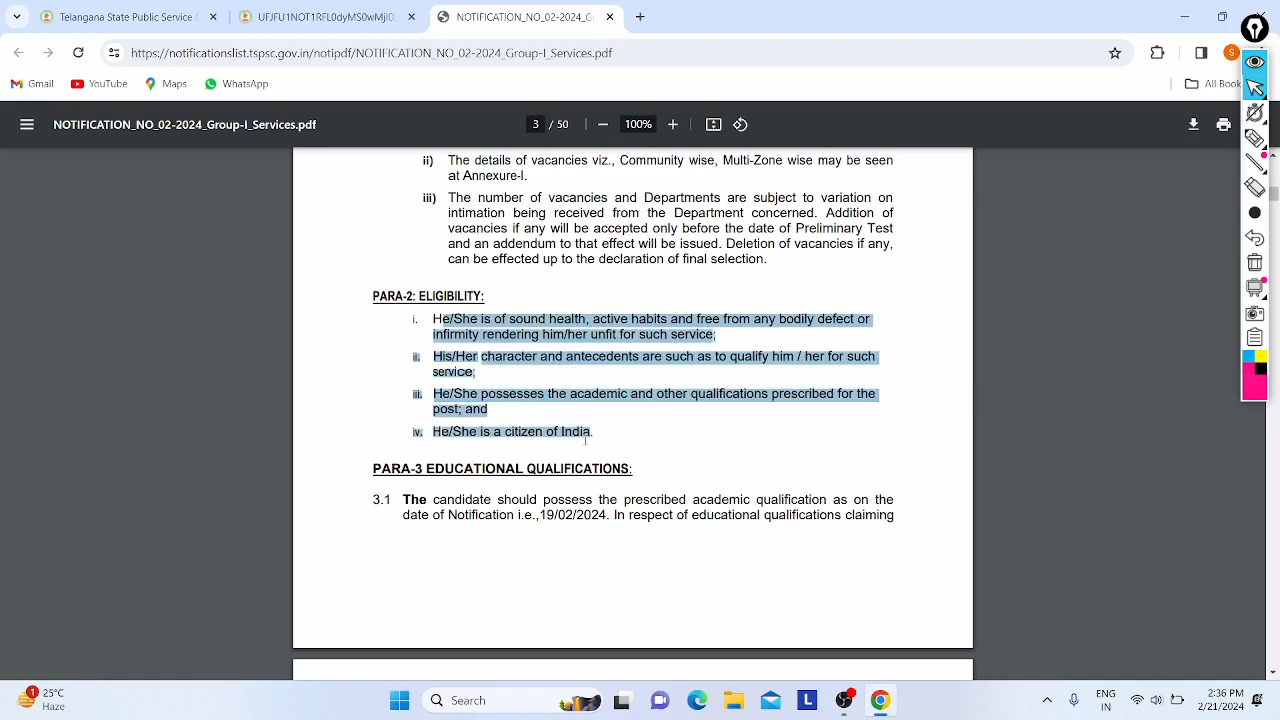 Telangana State Public Service
UFJFU1NOT1RFL0dyMS0wMjI0
NOTIFICATION_NO_02-2024_G
https://notificationslist.tspsc.gov.in/notipdf/NOTIFICATION_NO_02-2024_Group-I_Services.pdf
S
Gmail
YouTube
Maps
WhatsApp
All Book
NOTIFICATION_NO_02-2024_Group-I_Services.pdf
3 / 50
100%
ii) The details of vacancies viz., Community wise, Multi-Zone wise may be seen
at Annexure-I.
iii) The number of vacancies and Departments are subject to variation on
intimation being received from the Department concerned. Addition of
vacancies if any will be accepted only before the date of Preliminary Test
and an addendum to that effect will be issued. Deletion of vacancies if any,
can be effected up to the declaration of final selection.
PARA-2: ELIGIBILITY:
i. He/She is of sound health, active habits and free from any bodily defect or
infirmity rendering him/her unfit for such service;
ii. His/Her character and antecedents are such as to qualify him / her for such
service;
iii. He/She possesses the academic and other qualifications prescribed for the
post; and
iv. He/She is a citizen of India.
PARA-3 EDUCATIONAL QUALIFICATIONS:
3.1 The candidate should possess the prescribed academic qualification as on the
date of Notification i.e.,19/02/2024. In respect of educational qualifications claiming
1
25°C
Haze
Search
L
ENG
IN
2:36 PM
2/21/2024